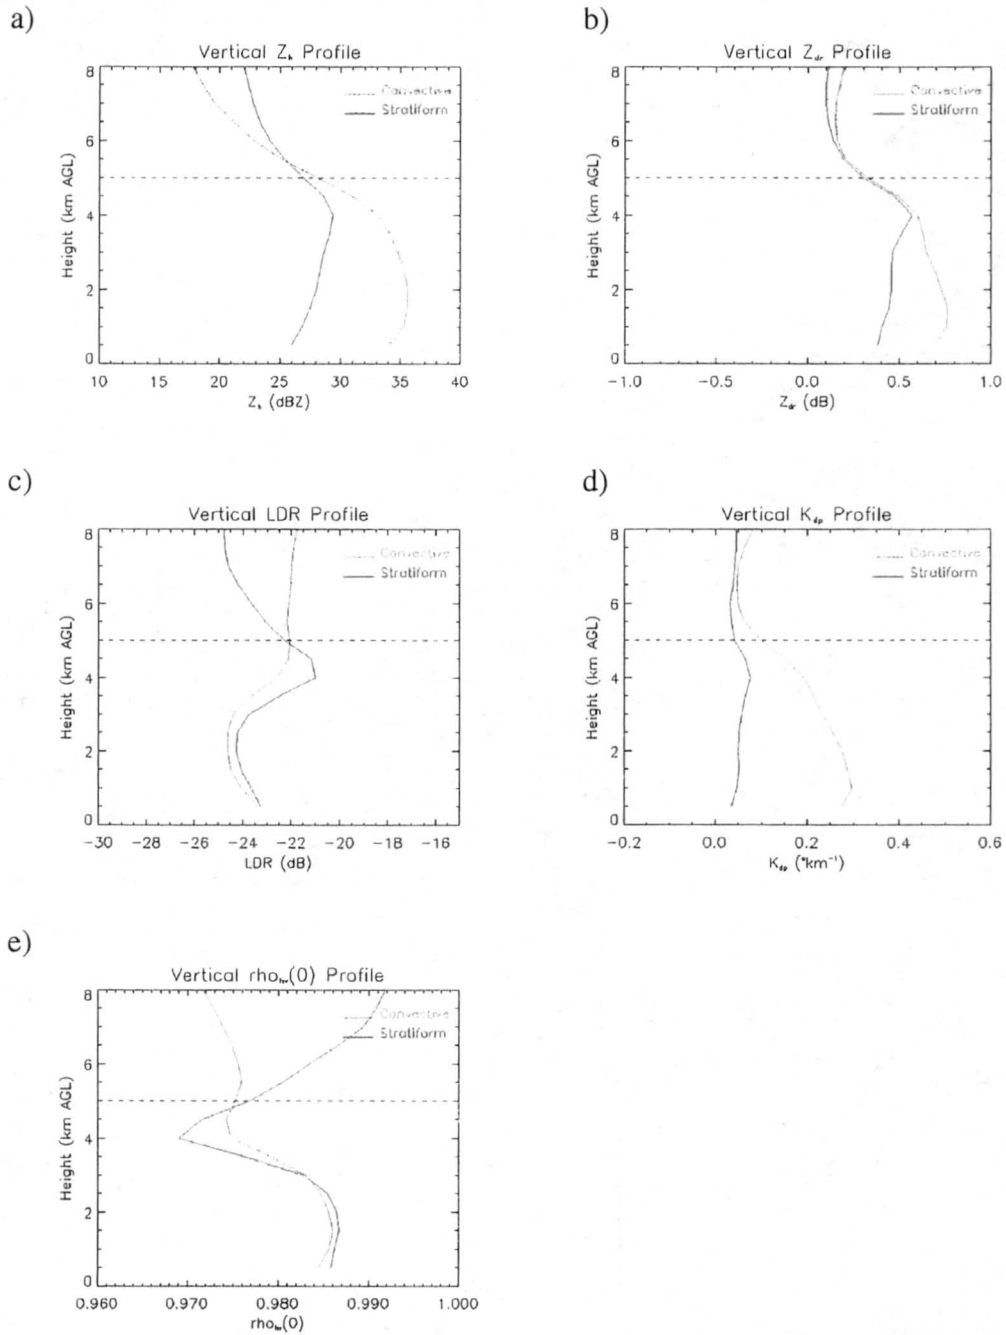 a)
Vertical Zh Profile
8
6
4
2
0
Height (km AGL)
Convective
Stratiform
10 15 20 25 30 35 40
Zh (dBZ)
b)
Vertical Zdr Profile
8
6
4
2
0
Height (km AGL)
Convective
Stratiform
-1.0 -0.5 0.0 0.5 1.0
Zdr (dB)
c)
Vertical LDR Profile
8
6
4
2
0
Height (km AGL)
Convective
Stratiform
-30 -28 -26 -24 -22 -20 -18 -16
LDR (dB)
d)
Vertical Kdp Profile
8
6
4
2
0
Height (km AGL)
Convective
Stratiform
-0.2 0.0 0.2 0.4 0.6
Kdp (°km⁻¹)
e)
Vertical rhohv(0) Profile
8
6
4
2
0
Height (km AGL)
Convective
Stratiform
0.960 0.970 0.980 0.990 1.000
rhohv(0)